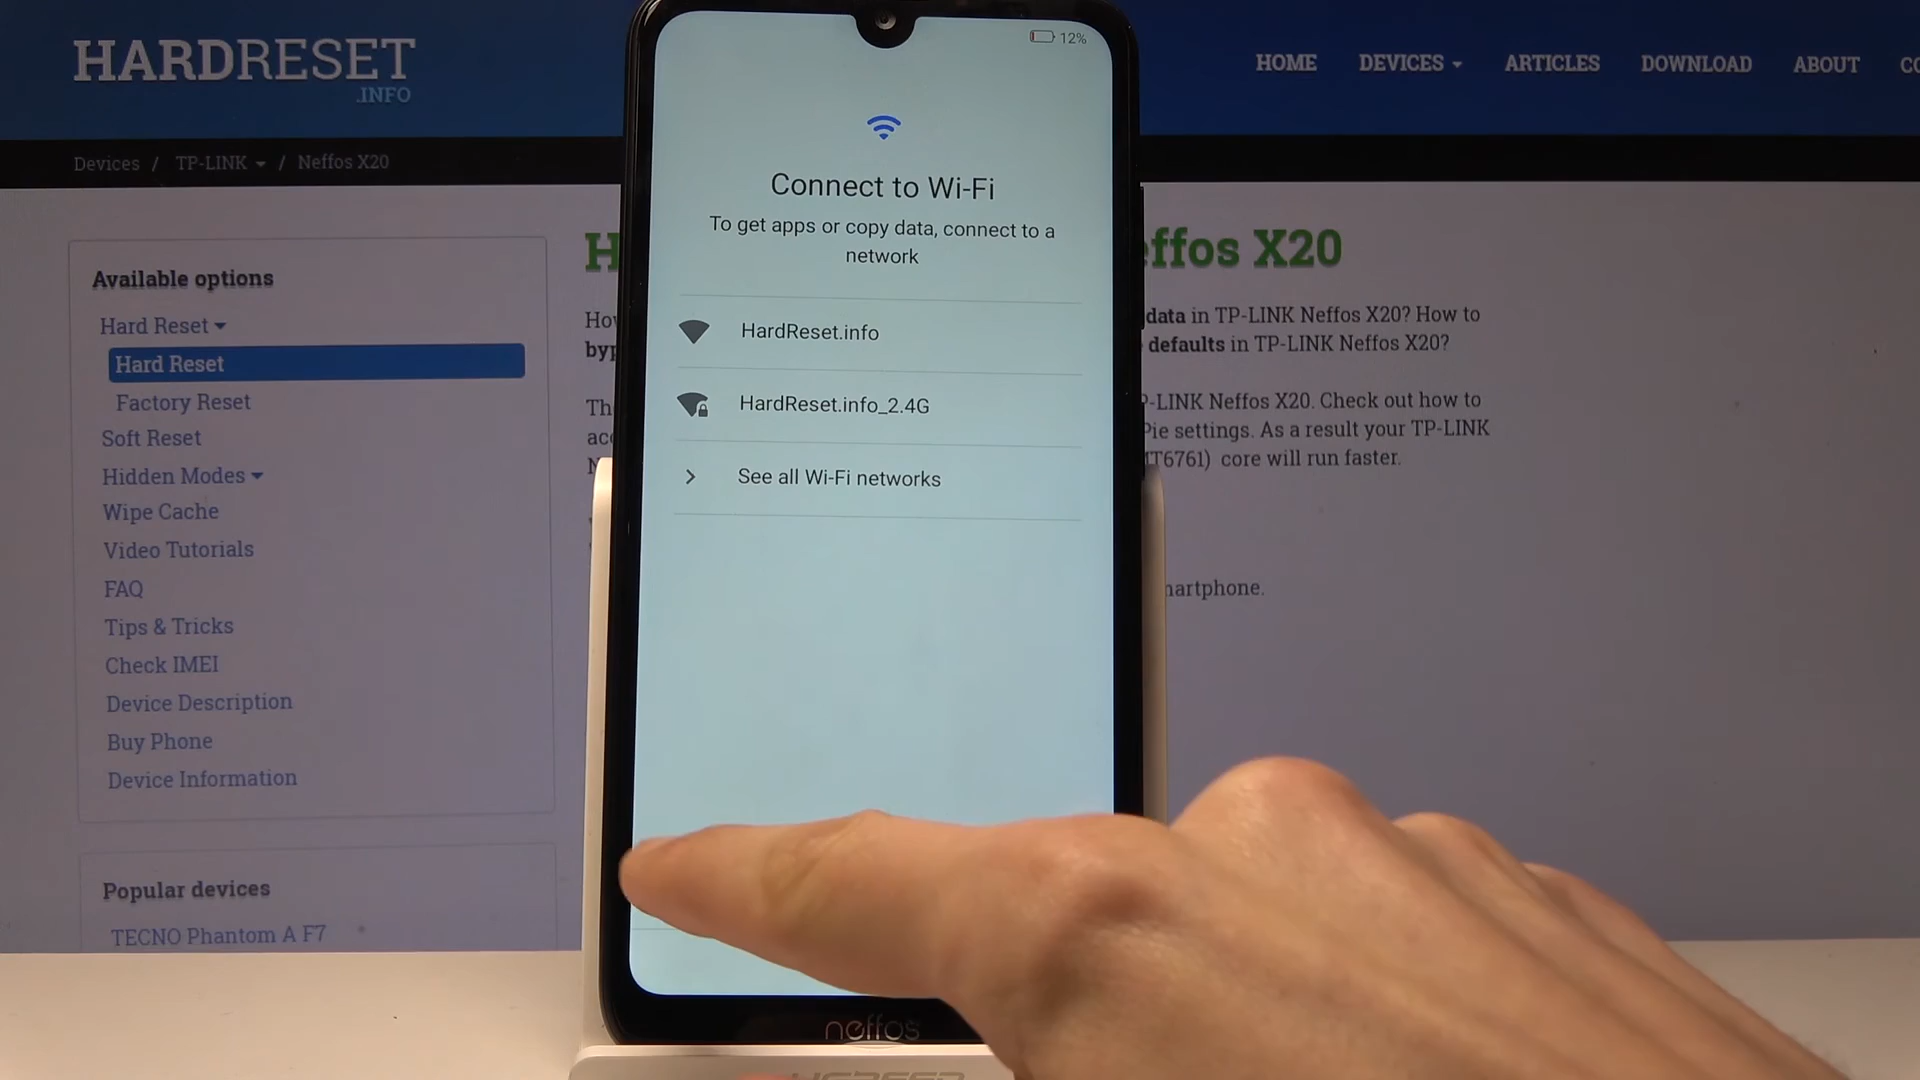 HARDRESET
.INFO
HOME DEVICES ARTICLES DOWNLOAD ABOUT
Devices / TP-LINK / Neffos X20
Available options
Hard Reset
Hard Reset
Factory Reset
Soft Reset
Hidden Modes
Wipe Cache
Video Tutorials
FAQ
Tips & Tricks
Check IMEI
Device Description
Buy Phone
Device Information
Popular devices
TECNO Phantom A F7
12%
Connect to Wi-Fi
To get apps or copy data, connect to a
network
HardReset.info
HardReset.info_2.4G
See all Wi-Fi networks
neffos
X20
data in TP-LINK Neffos X20? How to
defaults in TP-LINK Neffos X20?
Neffos X20. Check out how to
settings. As a result your TP-LINK
core will run faster.